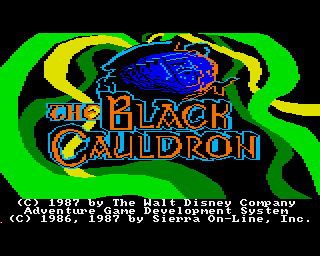 THE BLACK
CAULDRON
(C) 1987 by The Walt Disney Company
Adventure Game Development System
(C) 1986, 1987 by Sierra On-Line, Inc.